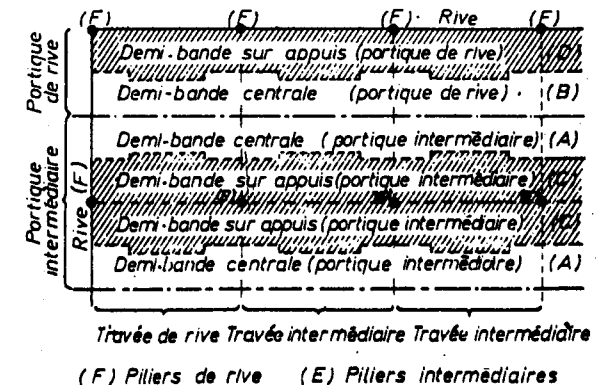 (F) (F) (F) Rive (F)
Portique de rive
Demi-bande sur appuis (portique de rive) (D)
Demi-bande centrale (portique de rive) (B)
Portique intermédiaire
Rive (F)
Demi-bande centrale (portique intermédiaire) (A)
Demi-bande sur appuis (portique intermédiaire) (C)
Demi-bande sur appuis (portique intermédiaire) (C)
Demi-bande centrale (portique intermédiaire) (A)
Travée de rive Travée intermédiaire Travée intermédiaire
(F) Piliers de rive (E) Piliers intermédiaires